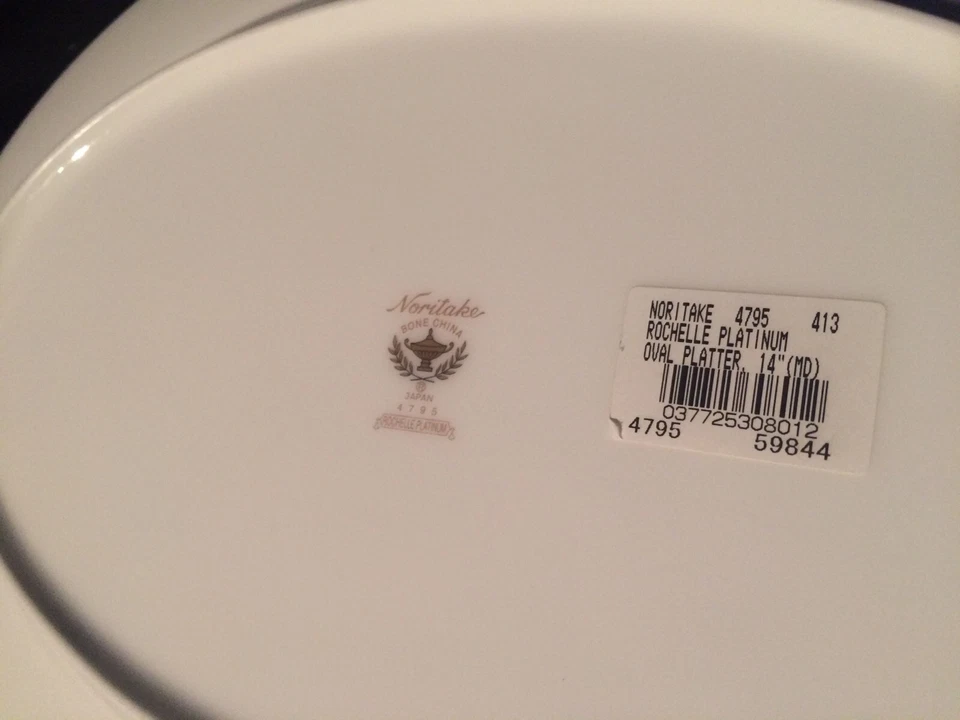 Noritake
BONE CHINA
©
JAPAN
4795
ROCHELLE PLATINUM
NORITAKE 4795 413
ROCHELLE PLATINUM
OVAL PLATTER, 14"(MD)
037725308012
4795 59844